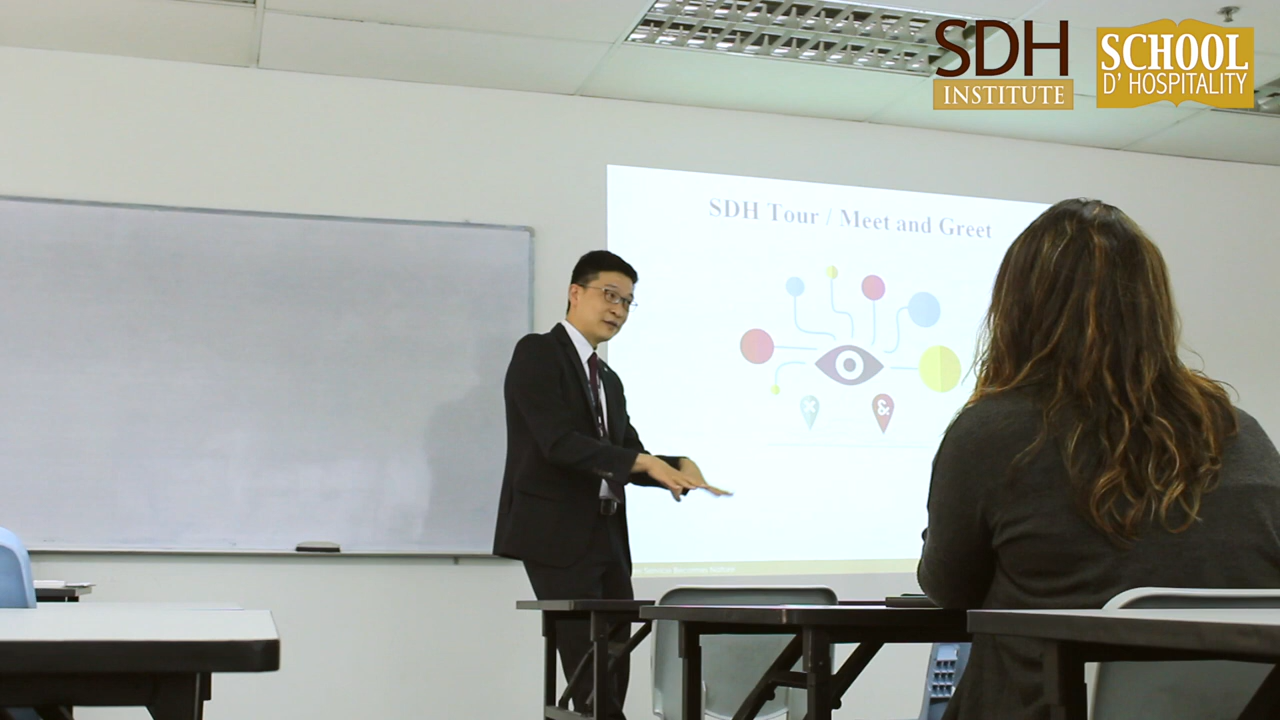 SDH
INSTITUTE
SCHOOL
D' HOSPITALITY
SDH Tour / Meet and Greet
&